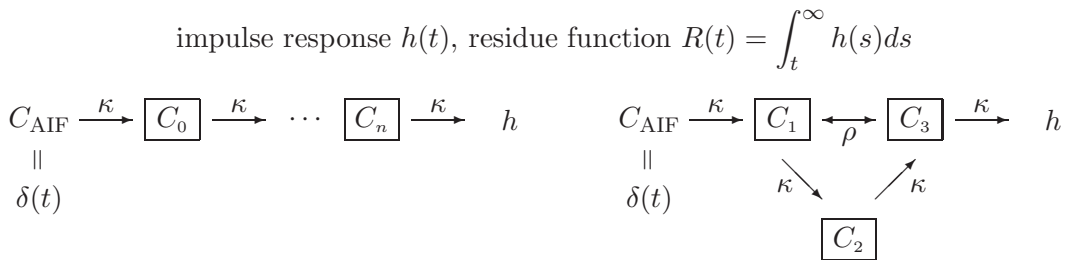 impulse response h(t), residue function R(t) = ∫_t^∞ h(s)ds
C_AIF κ C_0 κ ··· C_n κ h
=
δ(t)
C_AIF κ C_1 ρ C_3 κ h
=
δ(t)
κ κ
C_2